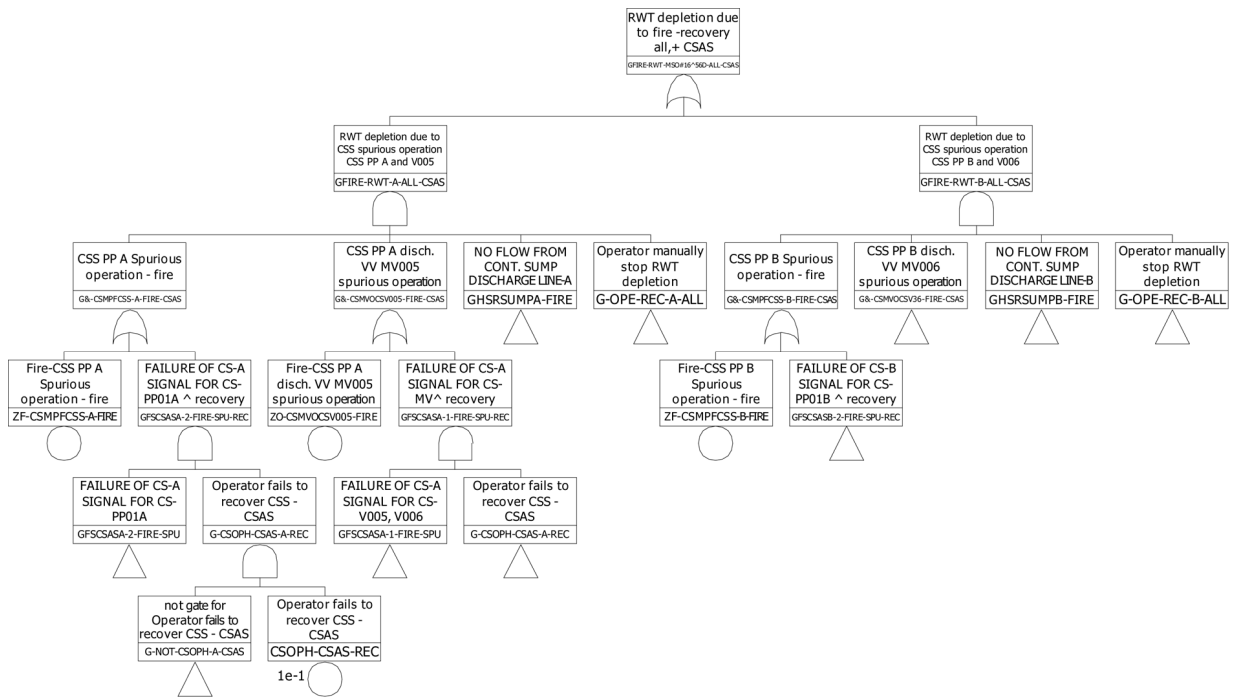 RWT depletion due
to fire -recovery
all,+ CSAS
GFIRE-RWT-MSO#16^56D-ALL-CSAS
RWT depletion due to
CSS spurious operation
CSS PP A and V005
GFIRE-RWT-A-ALL-CSAS
RWT depletion due to
CSS spurious operation
CSS PP B and V006
GFIRE-RWT-B-ALL-CSAS
CSS PP A Spurious
operation - fire
G&-CSMPFCSS-A-FIRE-CSAS
CSS PP A disch.
VV MV005
spurious operation
G&-CSMVOCSV005-FIRE-CSAS
NO FLOW FROM
CONT. SUMP
DISCHARGE LINE-A
GHSRSUMPA-FIRE
Operator manually
stop RWT
depletion
G-OPE-REC-A-ALL
CSS PP B Spurious
operation - fire
G&-CSMPFCSS-B-FIRE-CSAS
CSS PP B disch.
VV MV006
spurious operation
G&-CSMVOCSV36-FIRE-CSAS
NO FLOW FROM
CONT. SUMP
DISCHARGE LINE-B
GHSRSUMPB-FIRE
Operator manually
stop RWT
depletion
G-OPE-REC-B-ALL
Fire-CSS PP A
Spurious
operation - fire
ZF-CSMPFCSS-A-FIRE
FAILURE OF CS-A
SIGNAL FOR CS-
PP01A ^ recovery
GFSCSASA-2-FIRE-SPU-REC
Fire-CSS PP A
disch. VV MV005
spurious operation
ZO-CSMVOCSV005-FIRE
FAILURE OF CS-A
SIGNAL FOR CS-
MV^ recovery
GFSCSASA-1-FIRE-SPU-REC
Fire-CSS PP B
Spurious
operation - fire
ZF-CSMPFCSS-B-FIRE
FAILURE OF CS-B
SIGNAL FOR CS-
PP01B ^ recovery
GFSCSASB-2-FIRE-SPU-REC
FAILURE OF CS-A
SIGNAL FOR CS-
PP01A
GFSCSASA-2-FIRE-SPU
Operator fails to
recover CSS -
CSAS
G-CSOPH-CSAS-A-REC
FAILURE OF CS-A
SIGNAL FOR CS-
V005, V006
GFSCSASA-1-FIRE-SPU
Operator fails to
recover CSS -
CSAS
G-CSOPH-CSAS-A-REC
not gate for
Operator fails to
recover CSS - CSAS
G-NOT-CSOPH-A-CSAS
Operator fails to
recover CSS -
CSAS
CSOPH-CSAS-REC
1e-1